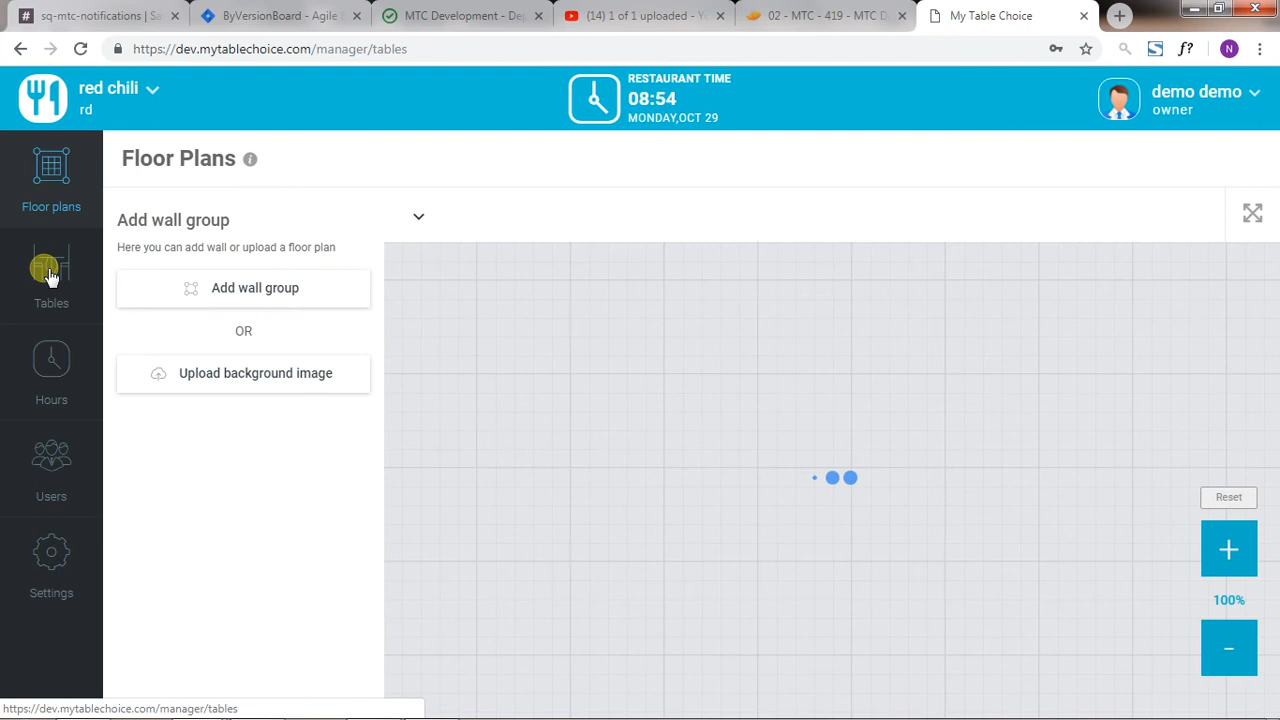 sq-mtc-notifications | Sa
ByVersionBoard - Agile B
MTC Development - De
(14) 1 of 1 uploaded - Yo
02 - MTC - 419 - MTC D
My Table Choice
https://dev.mytablechoice.com/manager/tables
f?
N
red chili
rd
RESTAURANT TIME
08:54
MONDAY,OCT 29
demo demo
owner
Floor plans
Tables
Hours
Users
Settings
Floor Plans
Add wall group
Here you can add wall or upload a floor plan
Add wall group
OR
Upload background image
Reset
+
100%
-
https://dev.mytablechoice.com/manager/tables